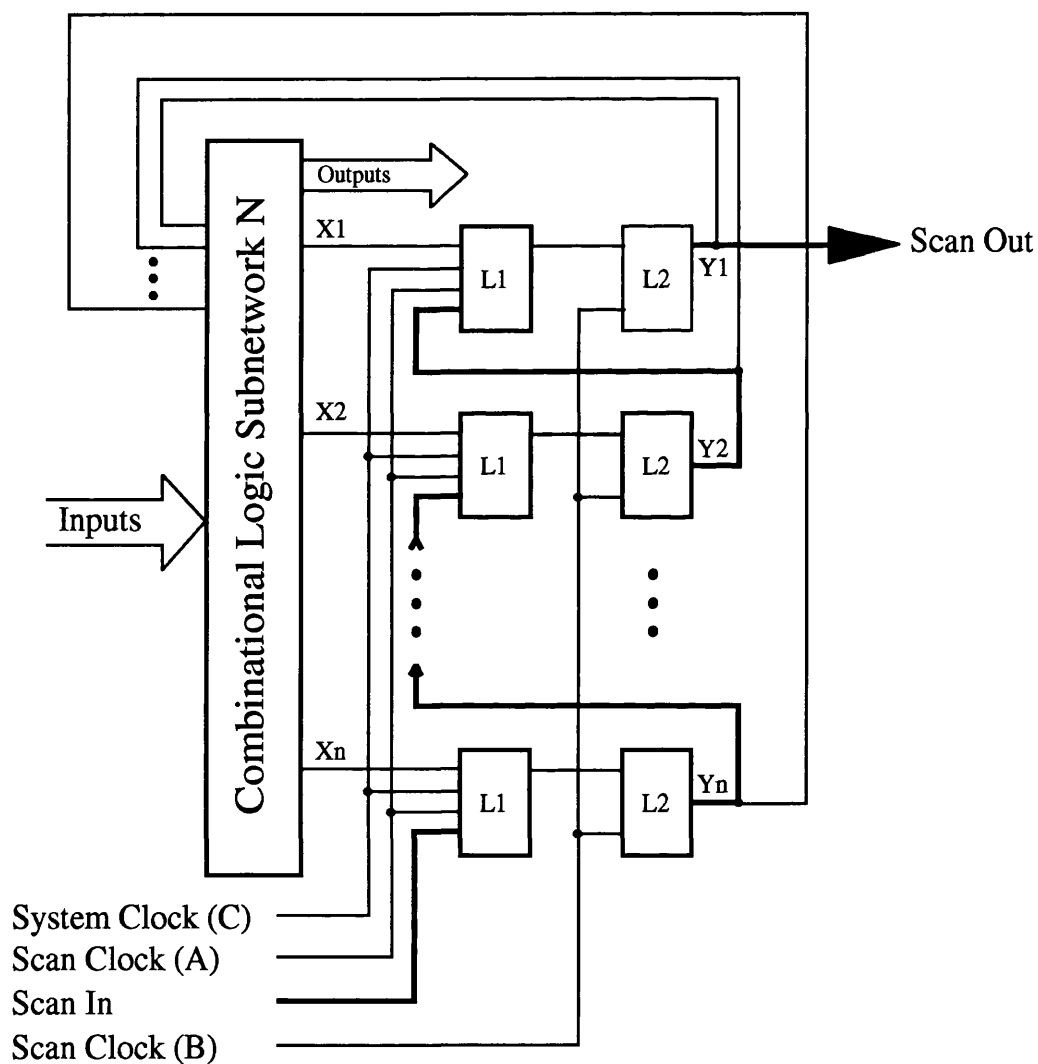 Outputs
X1
L1
L2
Y1
Scan Out
Combinational Logic Subnetwork N
X2
L1
L2
Y2
Inputs
Xn
L1
L2
Yn
System Clock (C)
Scan Clock (A)
Scan In
Scan Clock (B)